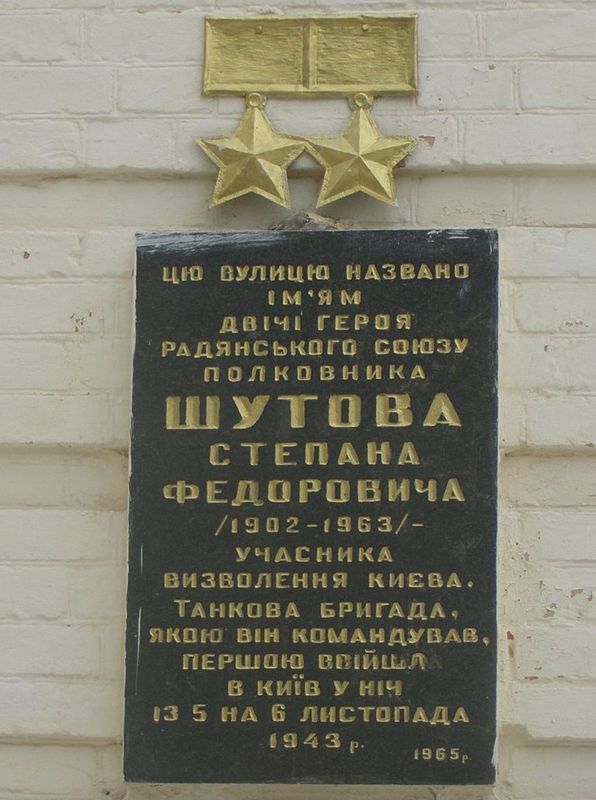 ЦЮ ВУЛИЦЮ НАЗВАНО
ІМ'ЯМ
ДВІЧІ ГЕРОЯ
РАДЯНСЬКОГО СОЮЗУ
ПОЛКОВНИКА
ШУТОВА
СТЕПАНА
ФЕДОРОВИЧА
/1902-1963/-
УЧАСНИКА
ВИЗВОЛЕННЯ КИЄВА.
ТАНКОВА БРИГАДА,
ЯКОЮ ВІН КОМАНДУВАВ,
ПЕРШОЮ ВВІЙШЛА
В КИЇВ У НІЧ
ІЗ 5 НА 6 ЛИСТОПАДА
1943 р.
1965р.